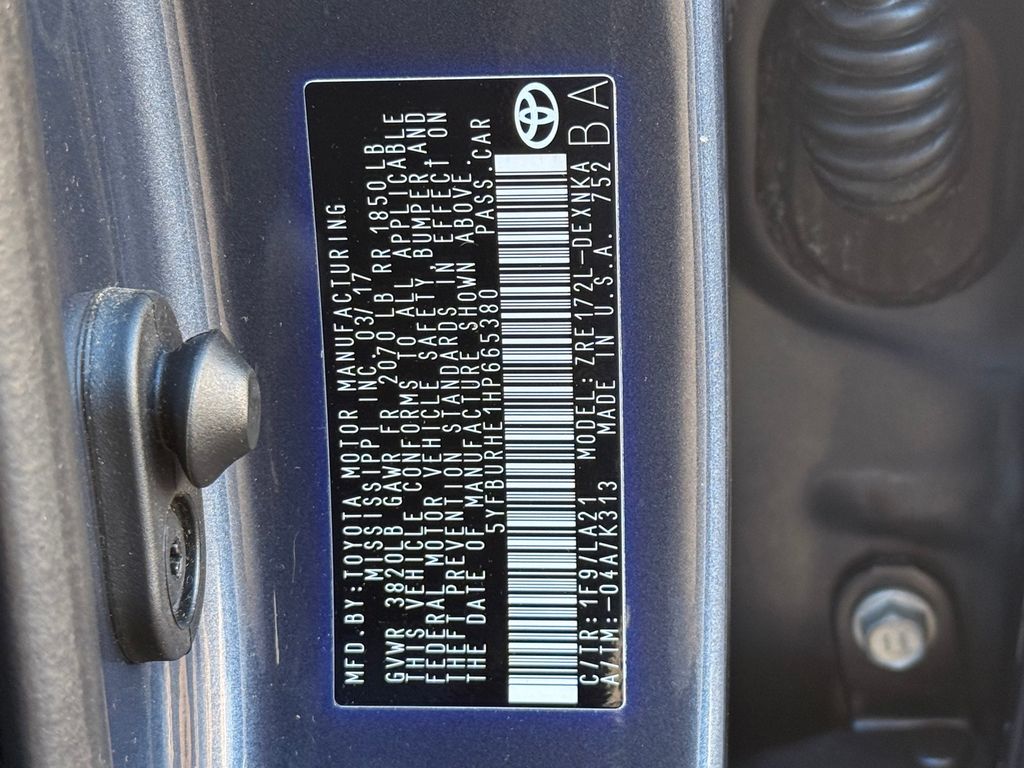 MFD.BY:TOYOTA MOTOR MANUFACTURING
MISSISSIPPI INC. 03/17
GVWR 3820LB GAWR FR 2070 LB RR 1850LB
THIS VEHICLE CONFORMS TO ALL APPLICABLE
FEDERAL MOTOR VEHICLE SAFETY, BUMPER, AND
THEFT PREVENTION STANDARDS IN EFFECT ON
THE DATE OF MANUFACTURE SHOWN ABOVE.
5YFBURHE1HP665380 PASS.CAR
C/TR:1F9/LA21 MODEL:ZRE172L-DEXNKA
A/TM:-04A/K313 MADE IN U.S.A. 752
BA